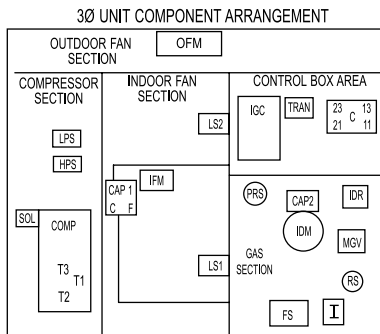 3Ø UNIT COMPONENT ARRANGEMENT
OUTDOOR FAN
SECTION
OFM
COMPRESSOR
SECTION
LPS
HPS
SOL
COMP
T3
T1
T2
INDOOR FAN
SECTION
LS2
IFM
CAP 1
C F
LS1
CONTROL BOX AREA
IGC
TRAN
23 C 13
21 11
PRS
CAP2
IDR
IDM
MGV
GAS
SECTION
RS
FS
I